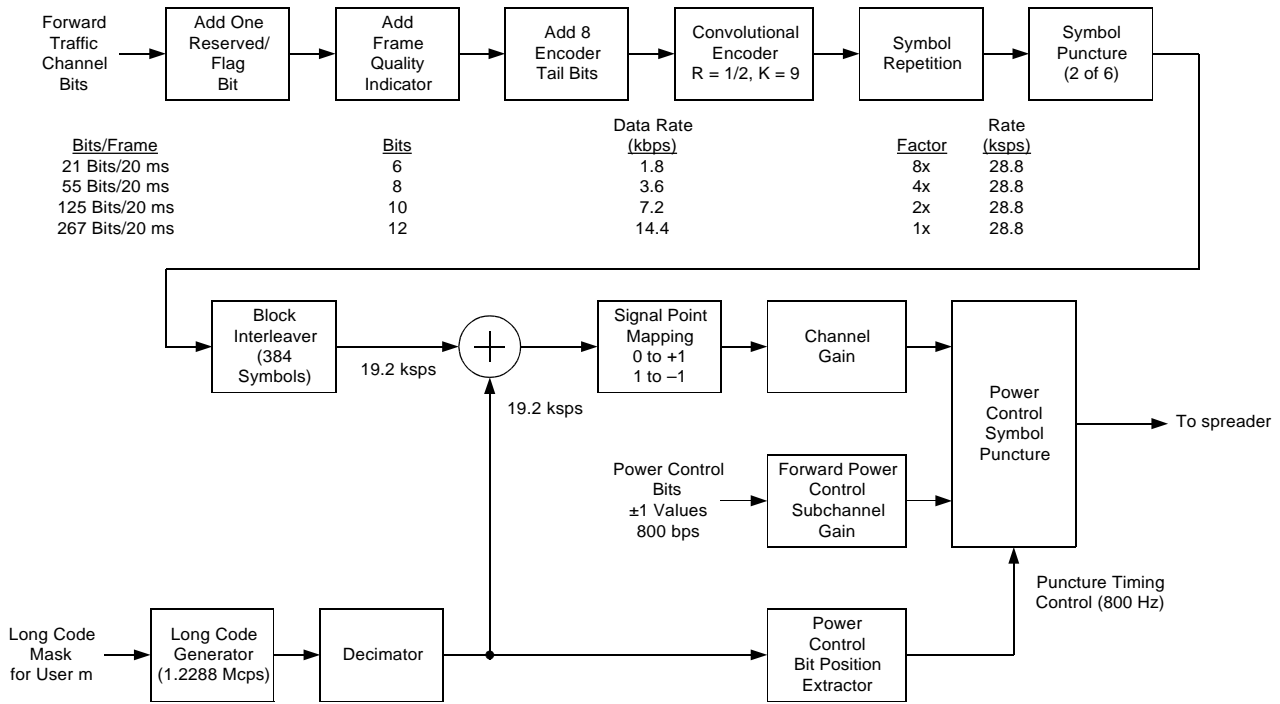 Forward
Traffic
Channel
Bits
Add One
Reserved/
Flag
Bit
Add
Frame
Quality
Indicator
Add 8
Encoder
Tail Bits
Convolutional
Encoder
R = 1/2, K = 9
Symbol
Repetition
Symbol
Puncture
(2 of 6)
Bits/Frame
21 Bits/20 ms
55 Bits/20 ms
125 Bits/20 ms
267 Bits/20 ms
Bits
6
8
10
12
Data Rate
(kbps)
1.8
3.6
7.2
14.4
Factor
8x
4x
2x
1x
Rate
(ksps)
28.8
28.8
28.8
28.8
Block
Interleaver
(384
Symbols)
19.2 ksps
19.2 ksps
Signal Point
Mapping
0 to +1
1 to –1
Channel
Gain
Power
Control
Symbol
Puncture
To spreader
Power Control
Bits
±1 Values
800 bps
Forward Power
Control
Subchannel
Gain
Puncture Timing
Control (800 Hz)
Long Code
Mask
for User m
Long Code
Generator
(1.2288 Mcps)
Decimator
Power
Control
Bit Position
Extractor